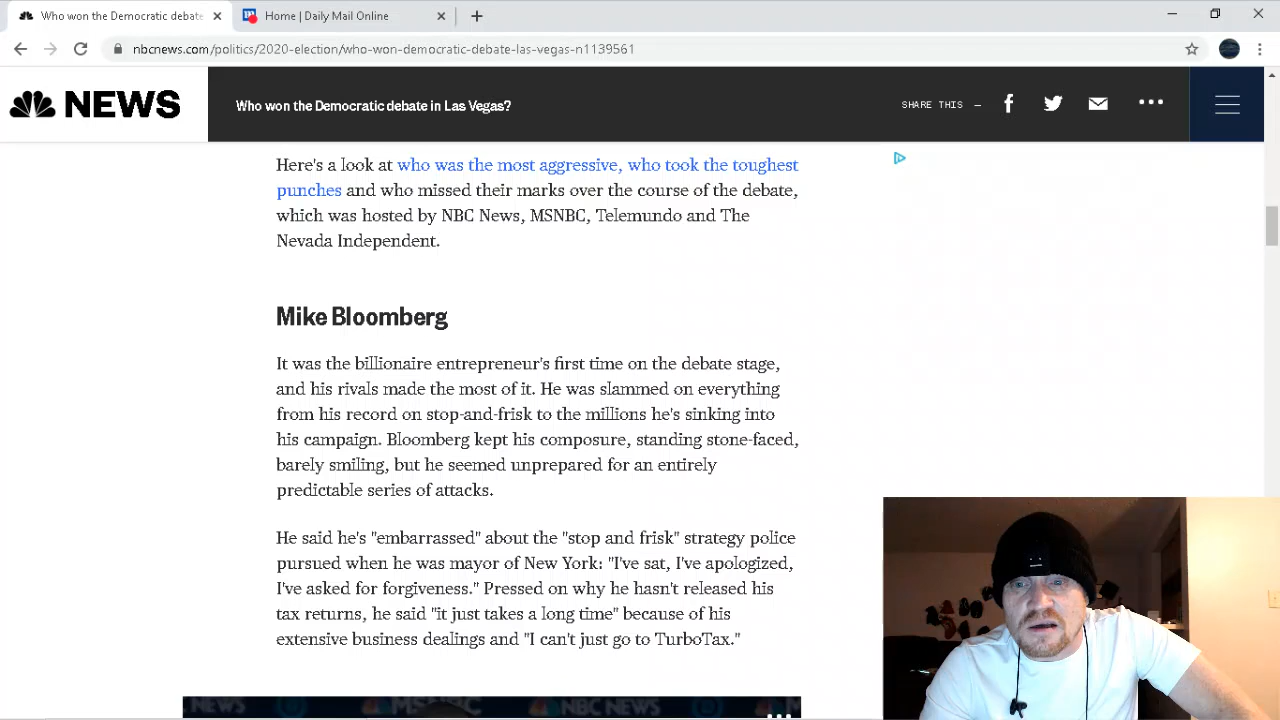 Who won the Democratic debate
Home | Daily Mail Online
nbcnews.com/politics/2020-election/who-won-democratic-debate-las-vegas-n1139561
NEWS
Who won the Democratic debate in Las Vegas?
SHARE THIS —
Here's a look at who was the most aggressive, who took the toughest
punches and who missed their marks over the course of the debate,
which was hosted by NBC News, MSNBC, Telemundo and The
Nevada Independent.
Mike Bloomberg
It was the billionaire entrepreneur's first time on the debate stage,
and his rivals made the most of it. He was slammed on everything
from his record on stop-and-frisk to the millions he's sinking into
his campaign. Bloomberg kept his composure, standing stone-faced,
barely smiling, but he seemed unprepared for an entirely
predictable series of attacks.
He said he's "embarrassed" about the "stop and frisk" strategy police
pursued when he was mayor of New York: "I've sat, I've apologized,
I've asked for forgiveness." Pressed on why he hasn't released his
tax returns, he said "it just takes a long time" because of his
extensive business dealings and "I can't just go to TurboTax."
NEWS MSNBC NBC NEWS